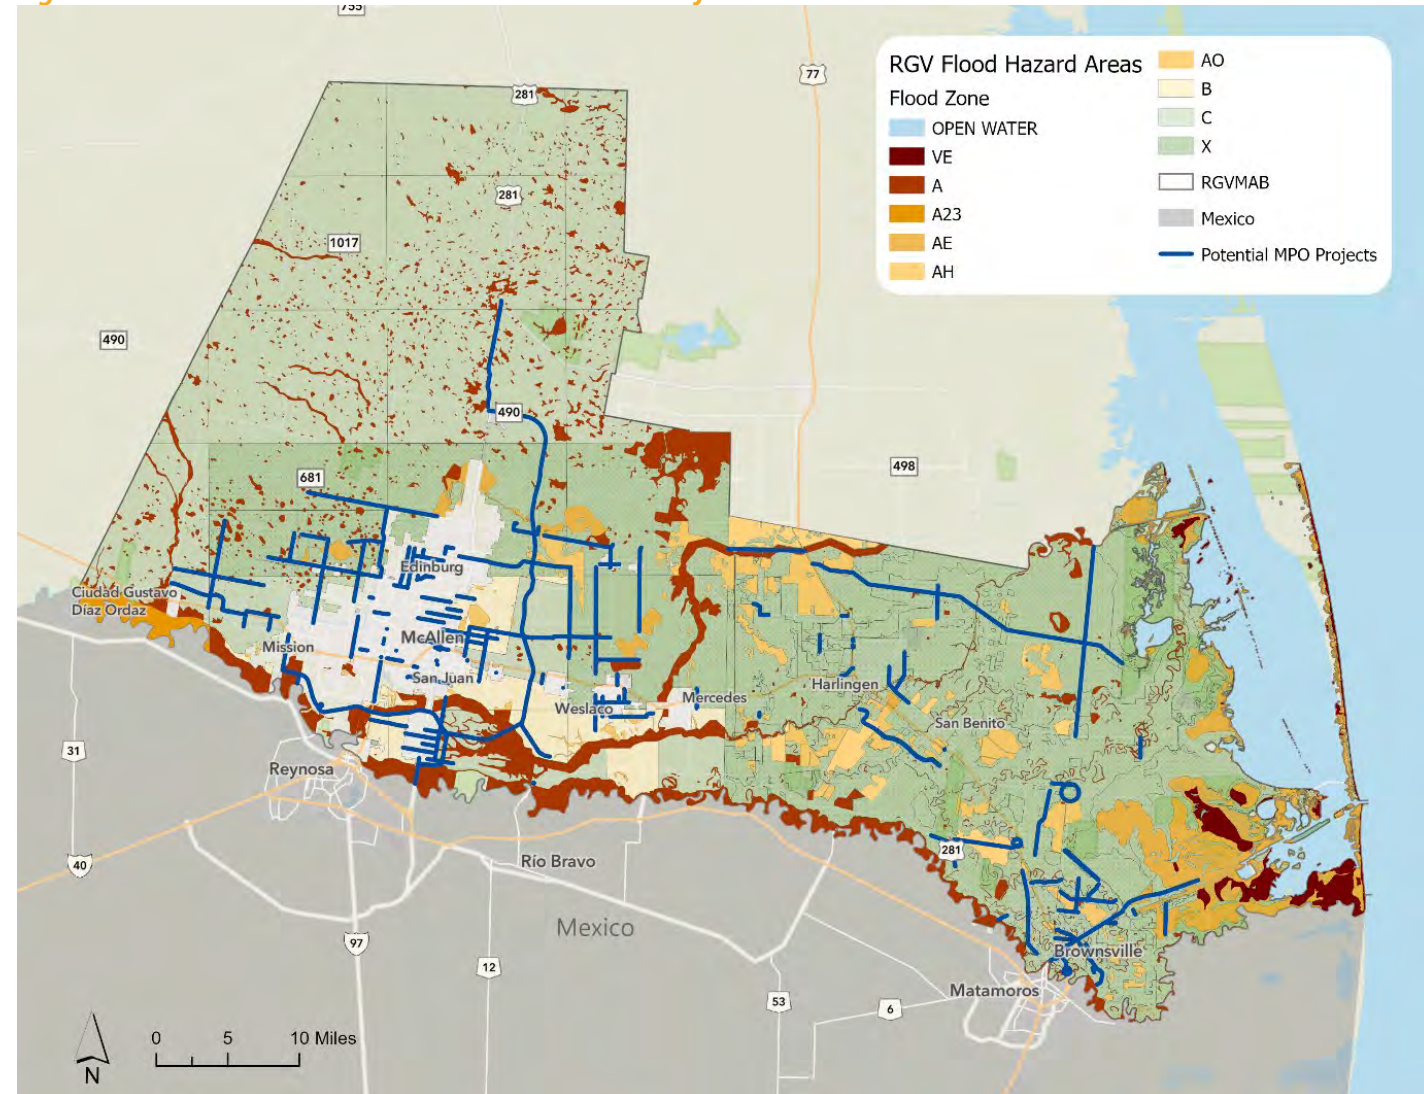 755
77
281
281
1017
490
490
498
681
RGV Flood Hazard Areas
Flood Zone
OPEN WATER
VE
A
A23
AE
AH
AO
B
C
X
RGVMAB
Mexico
Potential MPO Projects
Edinburg
Ciudad Gustavo
Díaz Ordaz
McAllen
Mission
San Juan
Weslaco
Mercedes
Harlingen
San Benito
31
Reynosa
281
40
Río Bravo
Mexico
97
12
Brownsville
Matamoros
53
6
0 5 10 Miles
N